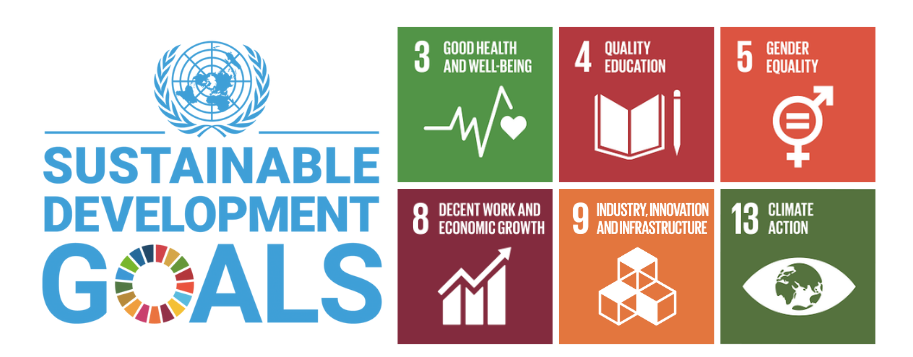 SUSTAINABLE
DEVELOPMENT
GOALS
3 GOOD HEALTH
AND WELL-BEING
4 QUALITY
EDUCATION
5 GENDER
EQUALITY
8 DECENT WORK AND
ECONOMIC GROWTH
9 INDUSTRY, INNOVATION
AND INFRASTRUCTURE
13 CLIMATE
ACTION